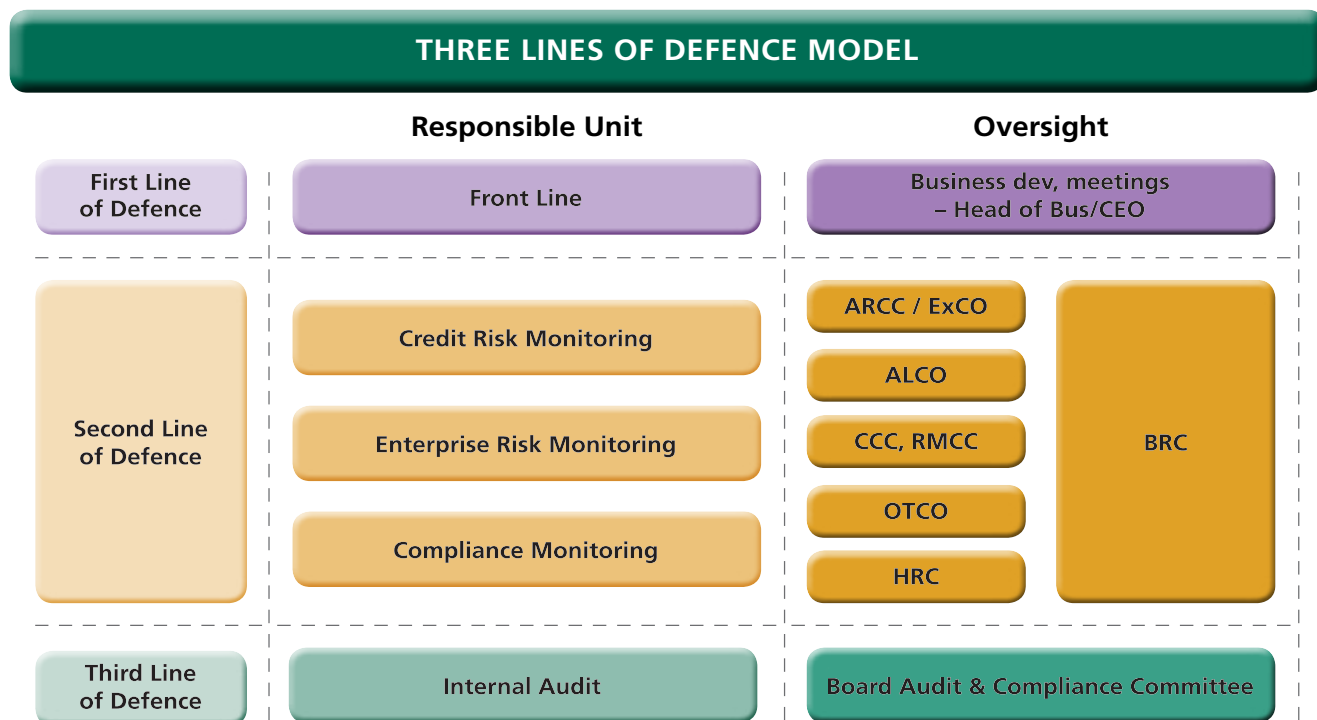 THREE LINES OF DEFENCE MODEL
Responsible Unit
Oversight
First Line
of Defence
Front Line
Business dev, meetings
– Head of Bus/CEO
Second Line
of Defence
Credit Risk Monitoring
Enterprise Risk Monitoring
Compliance Monitoring
ARCC / ExCO
ALCO
CCC, RMCC
OTCO
HRC
BRC
Third Line
of Defence
Internal Audit
Board Audit & Compliance Committee